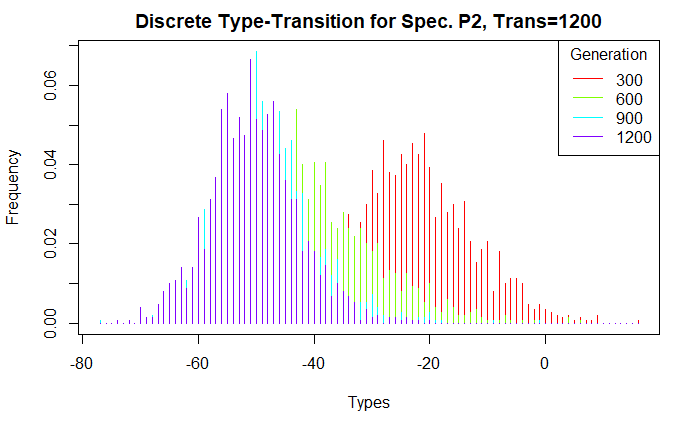 Discrete Type-Transition for Spec. P2, Trans=1200
Generation
300
600
900
1200
Frequency
0.06
0.04
0.02
0.00
-80 -60 -40 -20 0
Types